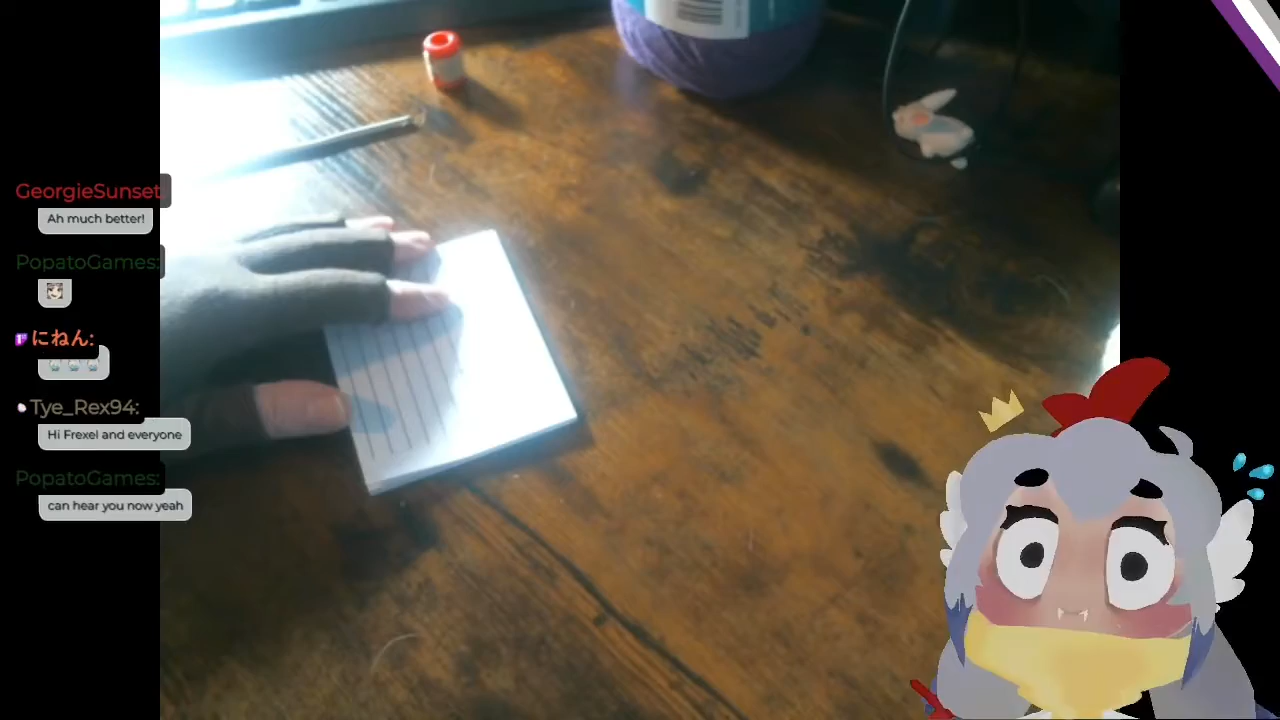 GeorgieSunset:
Ah much better!
PopatoGames:
にねん:
Tye_Rex94:
Hi Frexel and everyone
PopatoGames:
can hear you now yeah